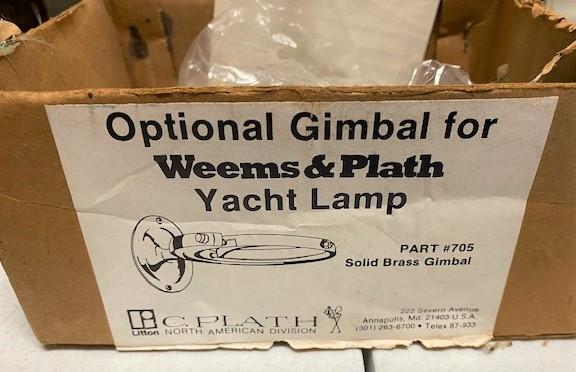 Optional Gimbal for
Weems & Plath
Yacht Lamp
PART #705
Solid Brass Gimbal
Litton
C. PLATH
NORTH AMERICAN DIVISION
222 Severn Avenue
Annapolis, Md. 21403 U.S.A.
(301) 263-6700 • Telex 87-933